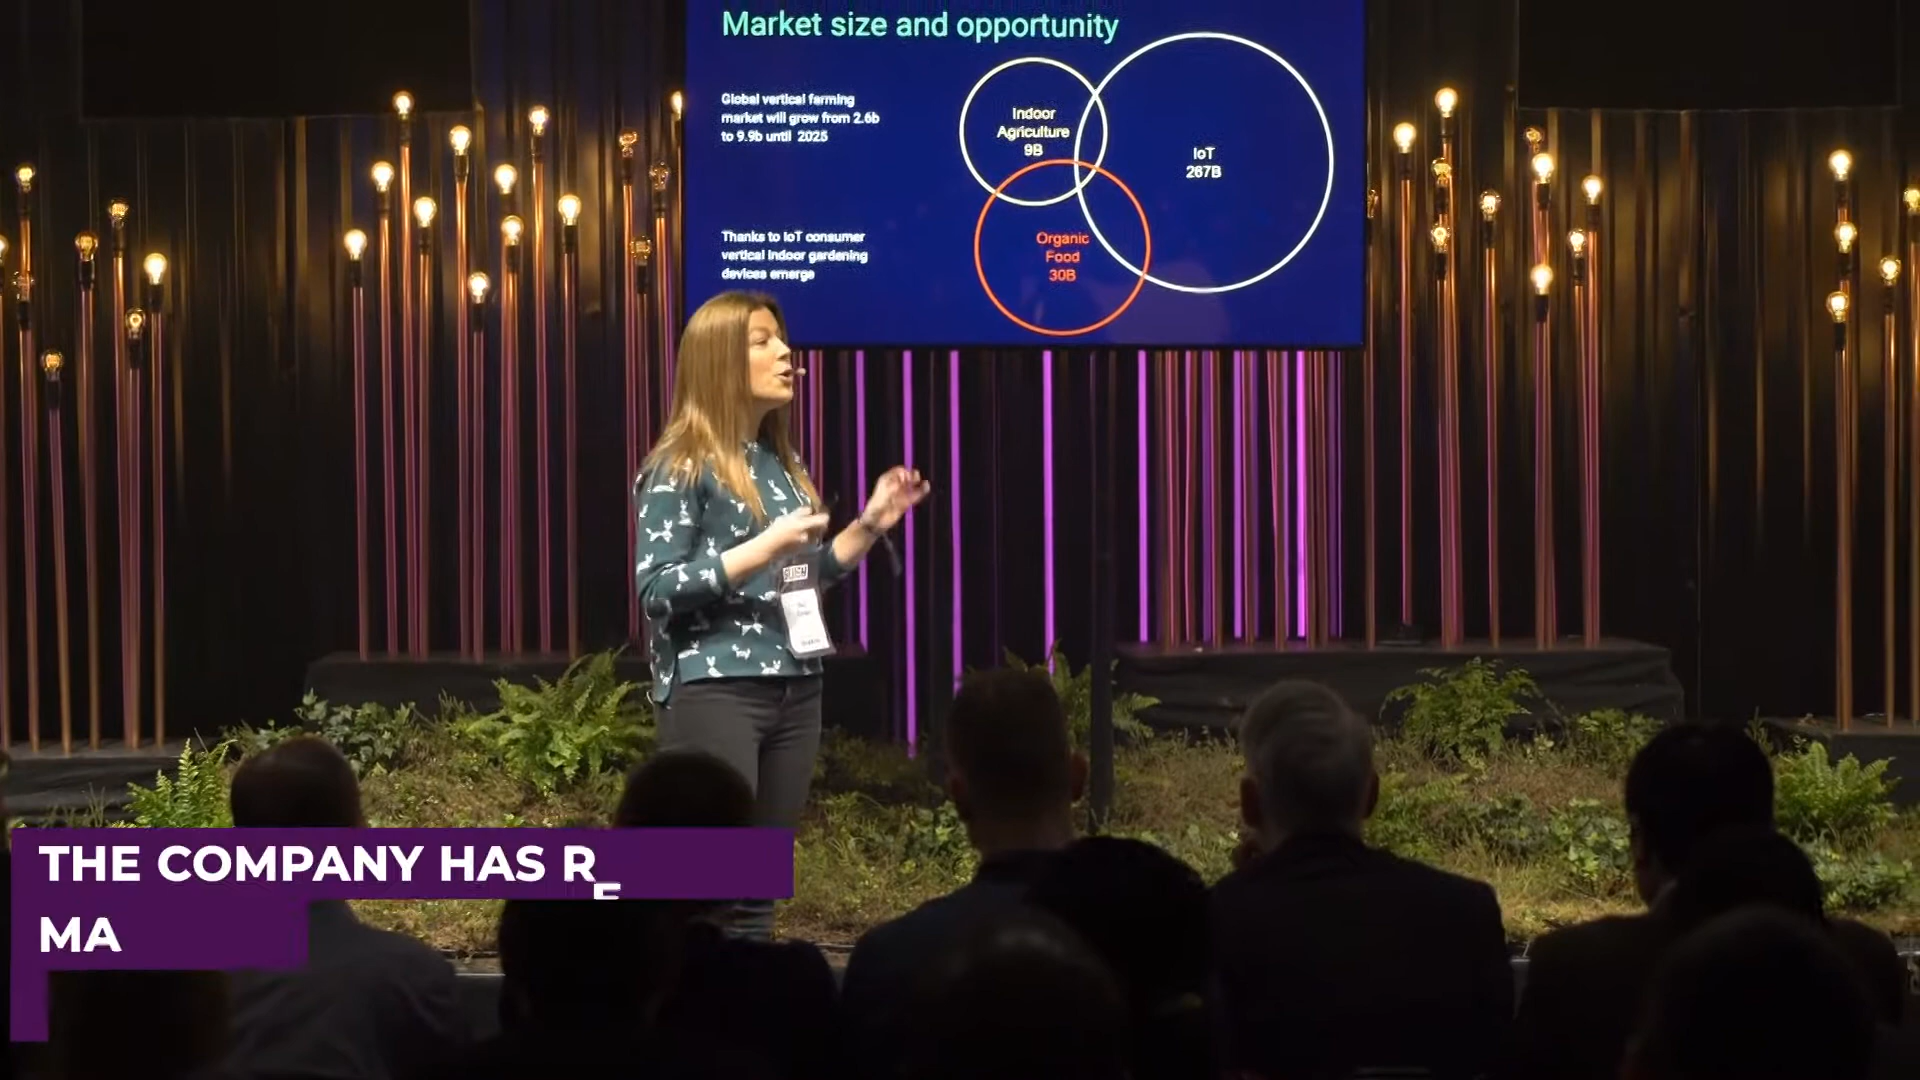 Market size and opportunity
Global vertical farming
market will grow from 2.6b
to 9.9b until 2025
Indoor
Agriculture
9B
IoT
267B
Thanks to IoT consumer
vertical indoor gardening
devices emerge
Organic
Food
30B
THE COMPANY HAS RE
MA